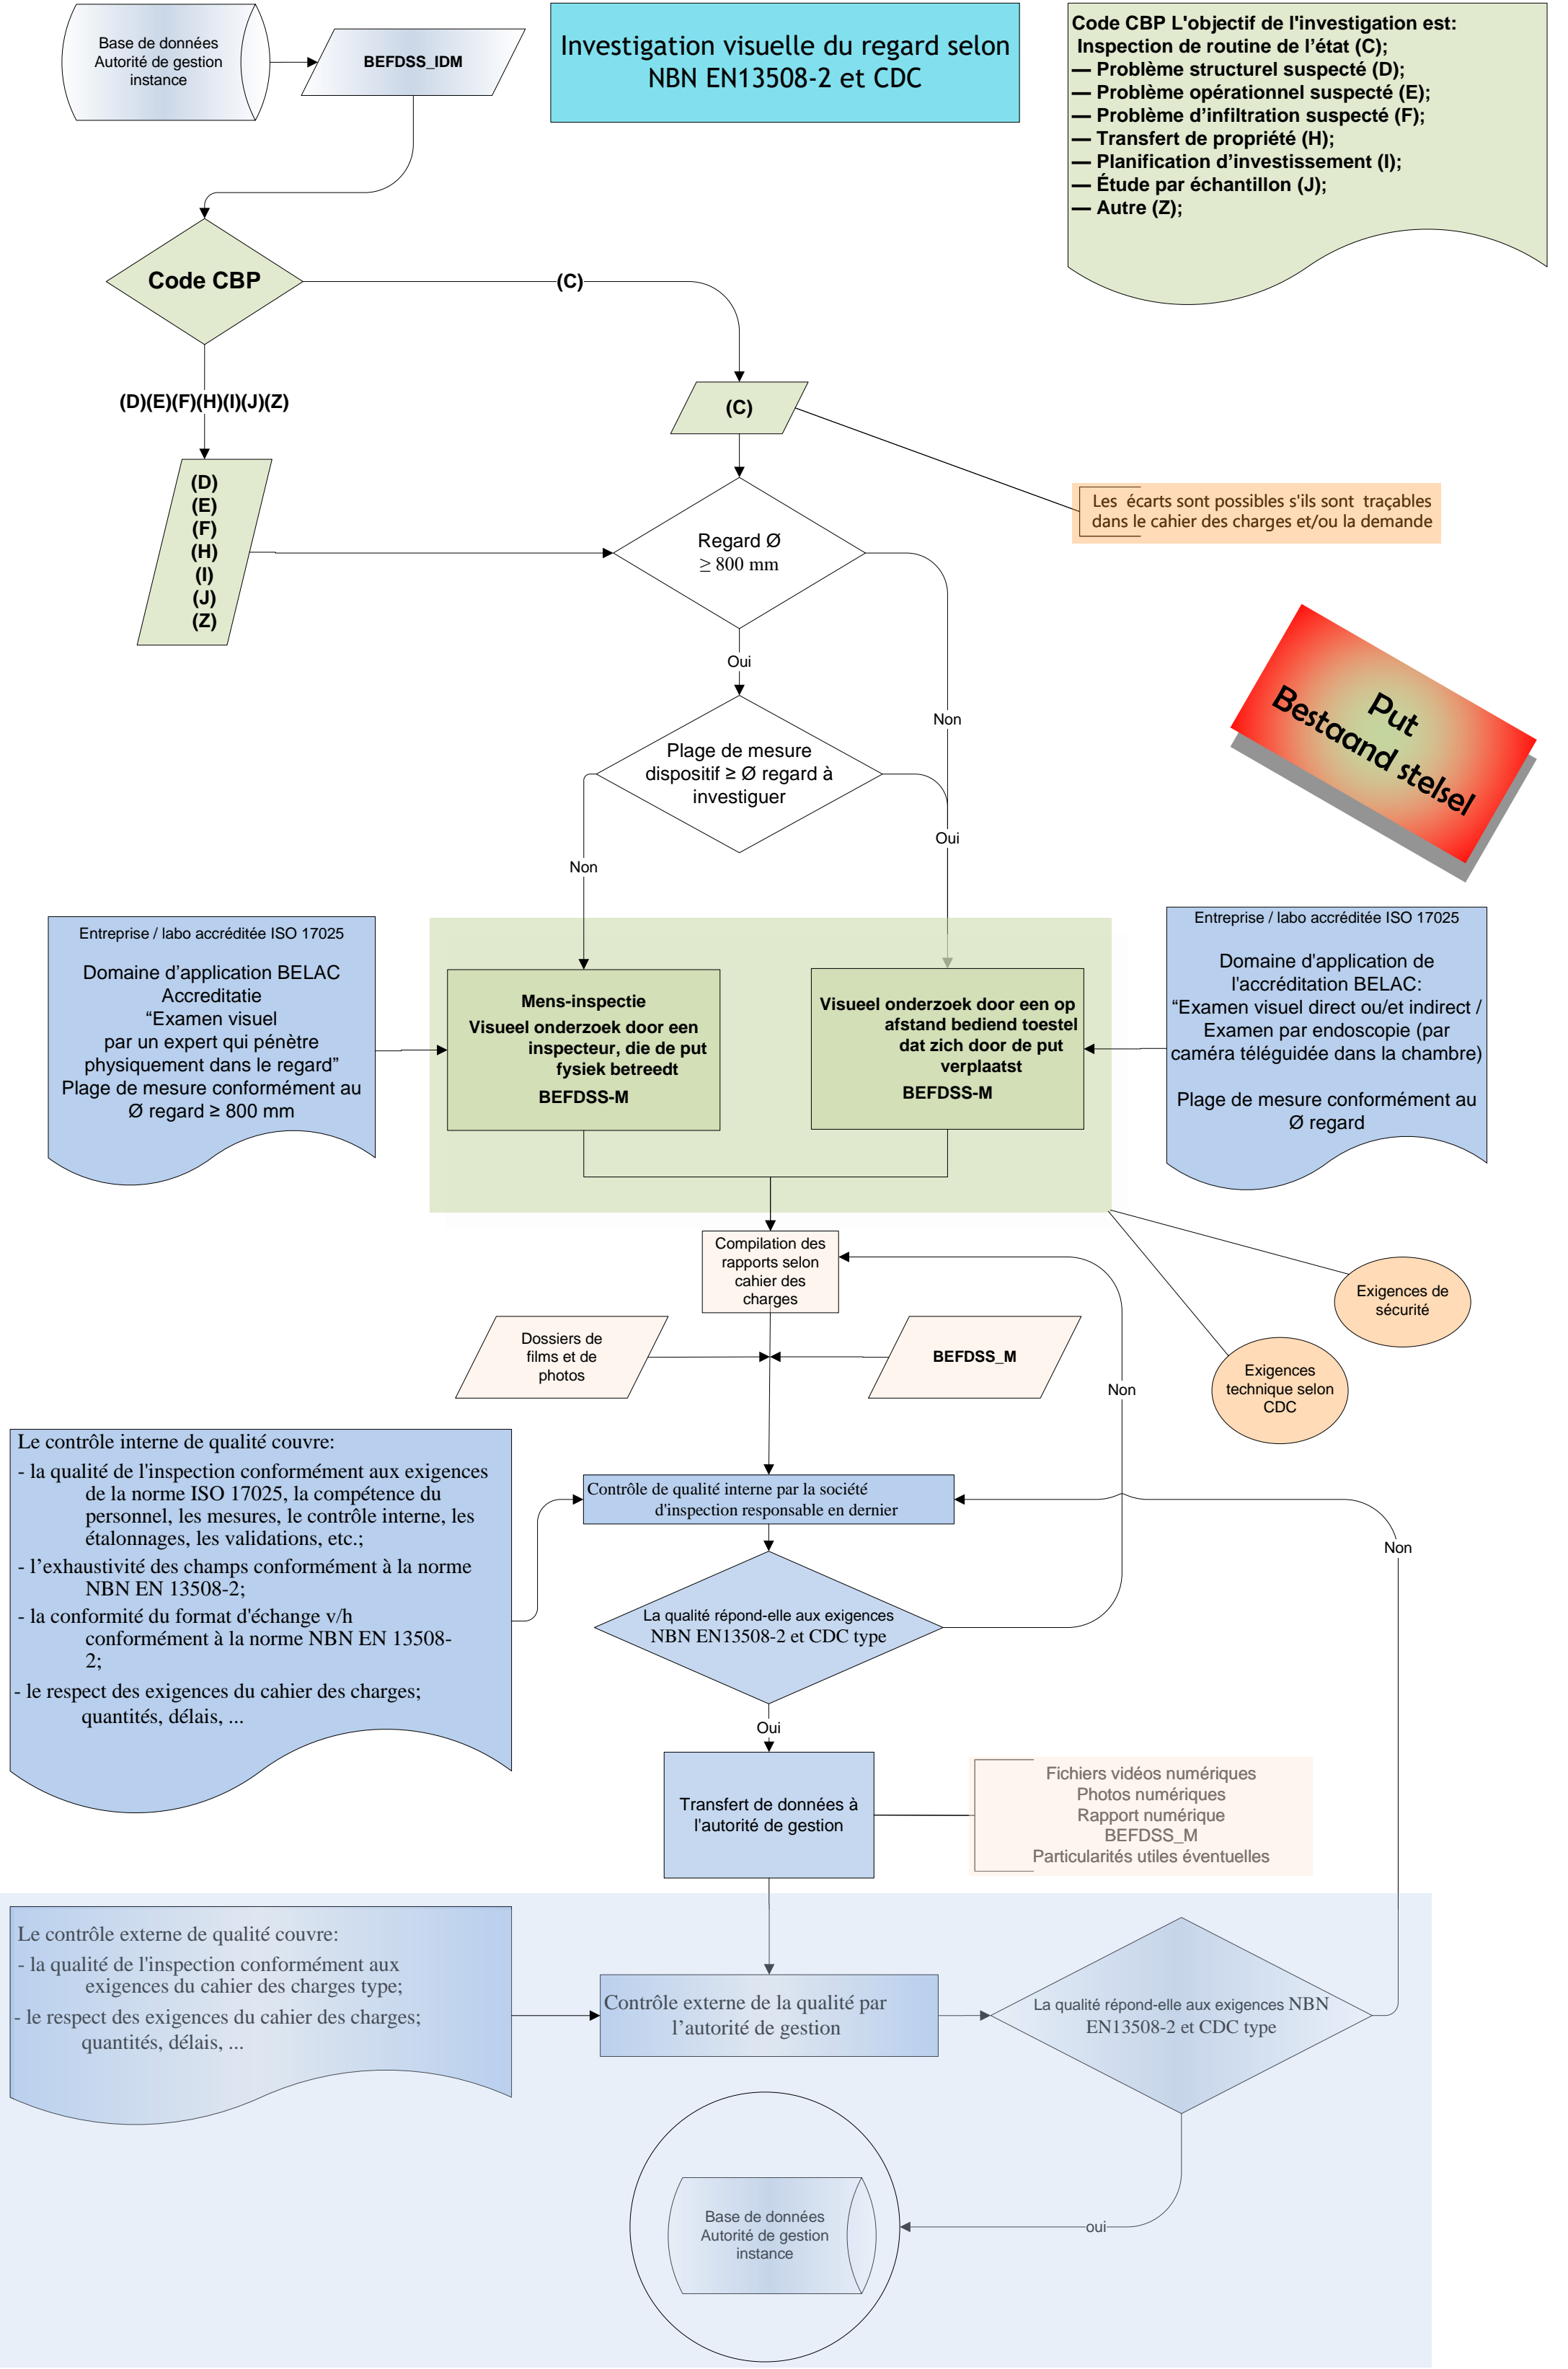 Base de données
Autorité de gestion
instance
BEFDSS_IDM
Investigation visuelle du regard selon
NBN EN13508-2 et CDC
Code CBP L'objectif de l'investigation est:
Inspection de routine de l'état (C);
— Problème structurel suspecté (D);
— Problème opérationnel suspecté (E);
— Problème d'infiltration suspecté (F);
— Transfert de propriété (H);
— Planification d'investissement (I);
— Étude par échantillon (J);
— Autre (Z);
Code CBP
(C)
(D)(E)(F)(H)(I)(J)(Z)
(C)
(D)
(E)
(F)
(H)
(I)
(J)
(Z)
Les écarts sont possibles s'ils sont traçables
dans le cahier des charges et/ou la demande
Regard Ø
≥ 800 mm
Oui
Non
Put
Bestaand stelsel
Plage de mesure
dispositif ≥ Ø regard à
investiguer
Oui
Non
Entreprise / labo accréditée ISO 17025
Domaine d'application BELAC
Accreditatie
“Examen visuel
par un expert qui pénètre
physiquement dans le regard”
Plage de mesure conformément au
Ø regard ≥ 800 mm
Mens-inspectie
Visueel onderzoek door een
inspecteur, die de put
fysiek betreedt
BEFDSS-M
Visueel onderzoek door een op
afstand bediend toestel
dat zich door de put
verplaatst
BEFDSS-M
Entreprise / labo accréditée ISO 17025
Domaine d'application de
l'accréditation BELAC:
“Examen visuel direct ou/et indirect /
Examen par endoscopie (par
caméra téléguidée dans la chambre)
Plage de mesure conformément au
Ø regard
Compilation des
rapports selon
cahier des
charges
Exigences de
sécurité
Dossiers de
films et de
photos
BEFDSS_M
Non
Exigences
technique selon
CDC
Le contrôle interne de qualité couvre:
- la qualité de l'inspection conformément aux exigences
de la norme ISO 17025, la compétence du
personnel, les mesures, le contrôle interne, les
étalonnages, les validations, etc.;
- l'exhaustivité des champs conformément à la norme
NBN EN 13508-2;
- la conformité du format d'échange v/h
conformément à la norme NBN EN 13508-
2;
- le respect des exigences du cahier des charges;
quantités, délais, ...
Contrôle de qualité interne par la société
d'inspection responsable en dernier
Non
La qualité répond-elle aux exigences
NBN EN13508-2 et CDC type
Oui
Transfert de données à
l'autorité de gestion
Fichiers vidéos numériques
Photos numériques
Rapport numérique
BEFDSS_M
Particularités utiles éventuelles
Le contrôle externe de qualité couvre:
- la qualité de l'inspection conformément aux
exigences du cahier des charges type;
- le respect des exigences du cahier des charges;
quantités, délais, ...
Contrôle externe de la qualité par
l'autorité de gestion
La qualité répond-elle aux exigences NBN
EN13508-2 et CDC type
oui
Base de données
Autorité de gestion
instance